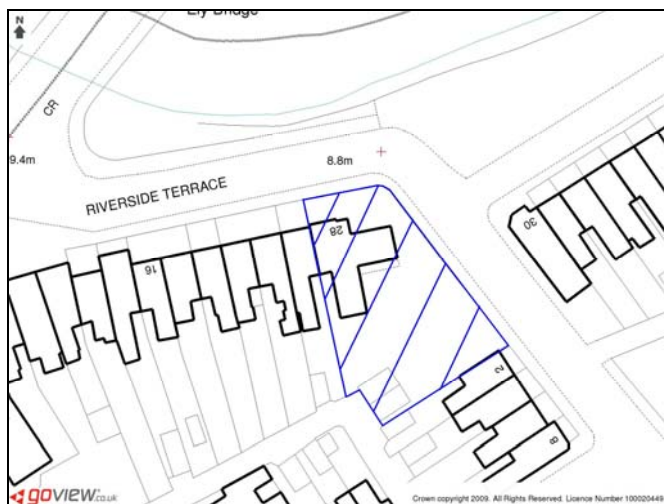 Ely Bridge
N
CR
9.4m
8.8m
RIVERSIDE TERRACE
28
30
16
2
8
goview.co.uk
Crown copyright 2009. All Rights Reserved. Licence Number 100020449